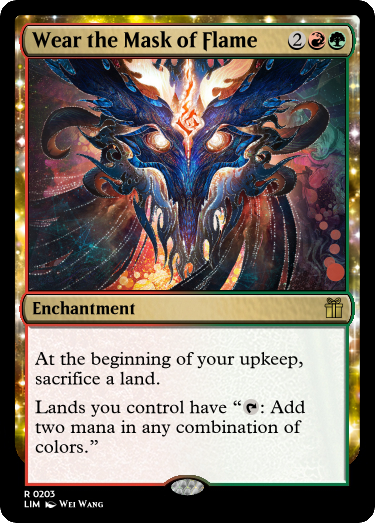 Wear the Mask of Flame 2
Enchantment
At the beginning of your upkeep,
sacrifice a land.
Lands you control have “: Add
two mana in any combination of
colors.”
R 0203
LIM Wei Wang